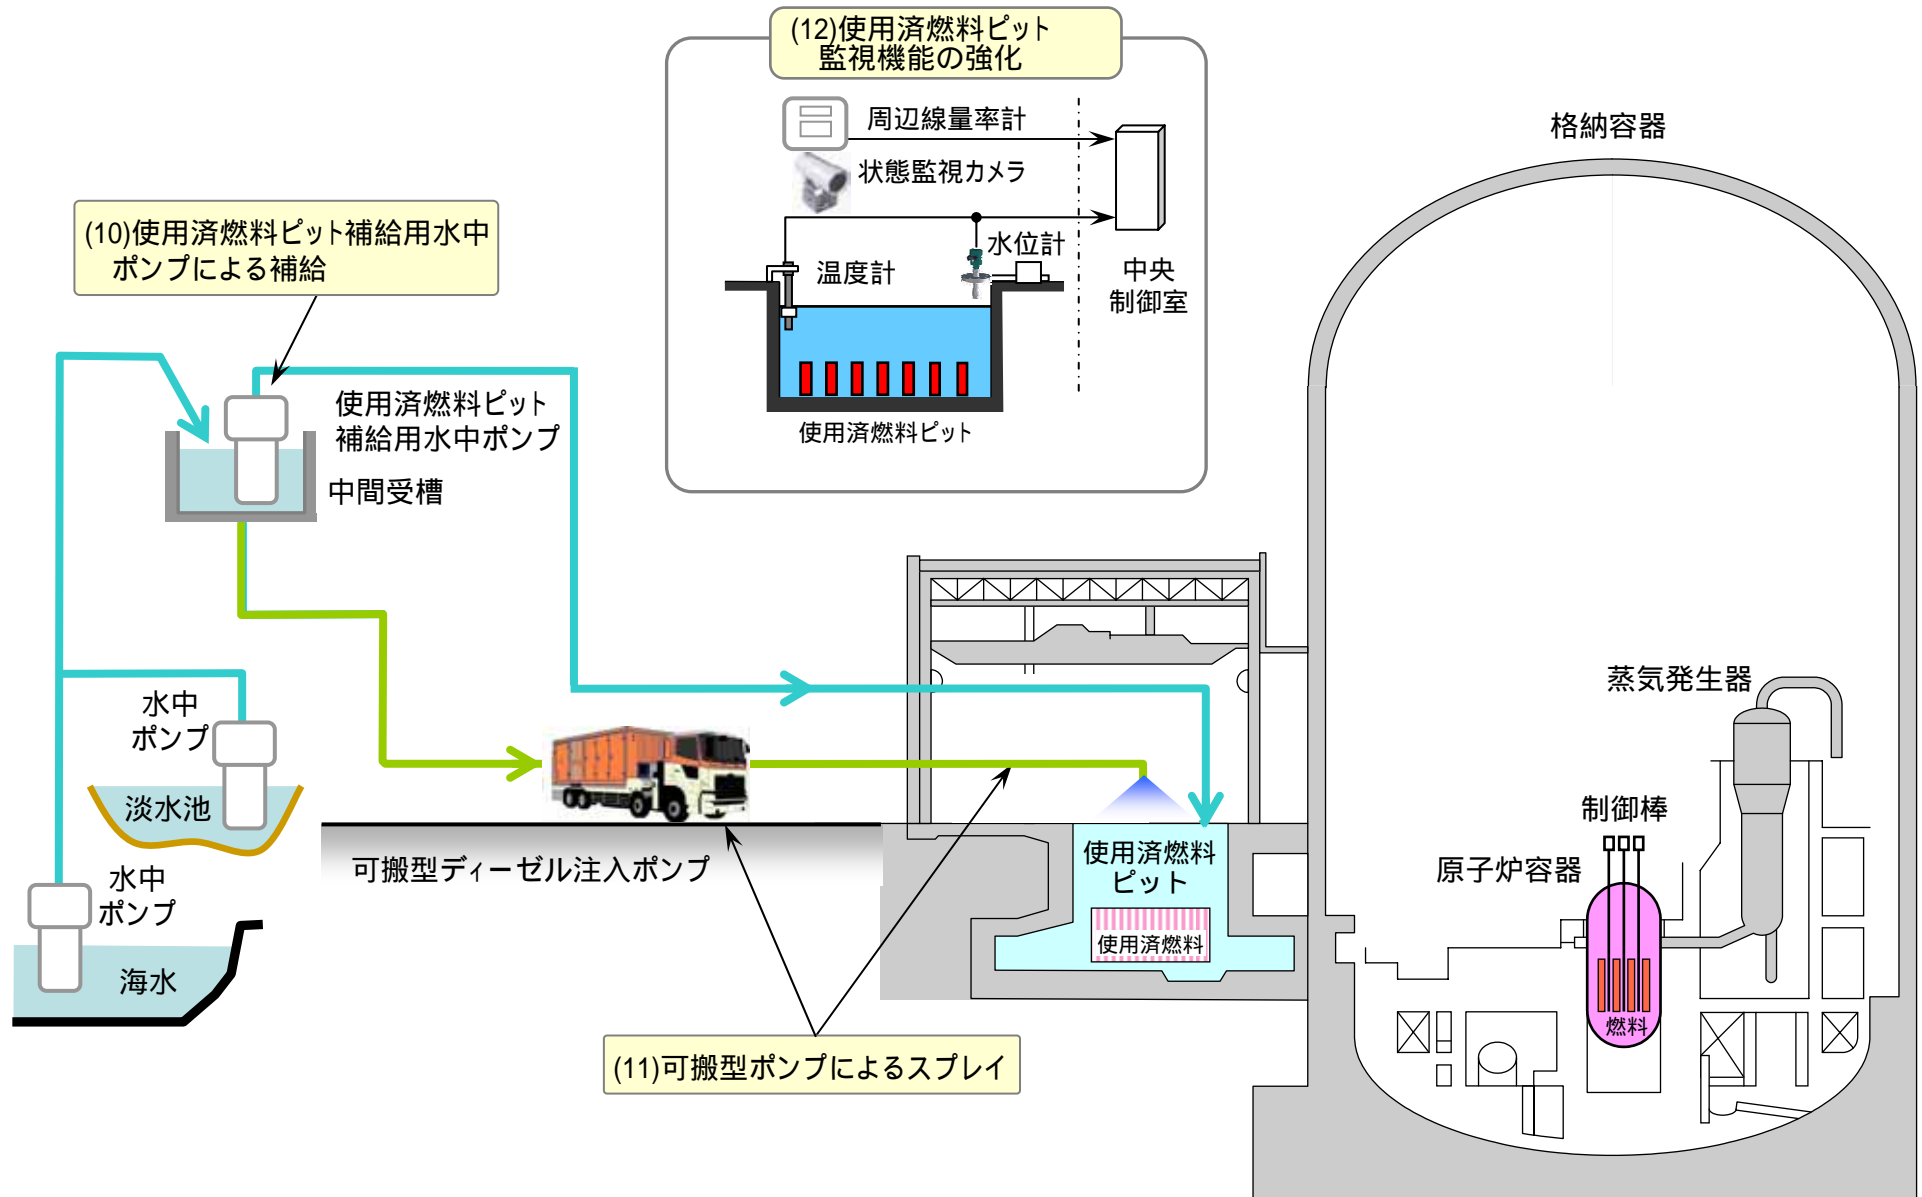 (12)使用済燃料ピット
監視機能の強化
周辺線量率計
状態監視カメラ
水位計
温度計
中央
制御室
使用済燃料ピット
格納容器
(10)使用済燃料ピット補給用水中
ポンプによる補給
使用済燃料ピット
補給用水中ポンプ
中間受槽
水中
ポンプ
淡水池
水中
ポンプ
海水
可搬型ディーゼル注入ポンプ
使用済燃料
ピット
使用済燃料
(11)可搬型ポンプによるスプレイ
蒸気発生器
制御棒
原子炉容器
燃料